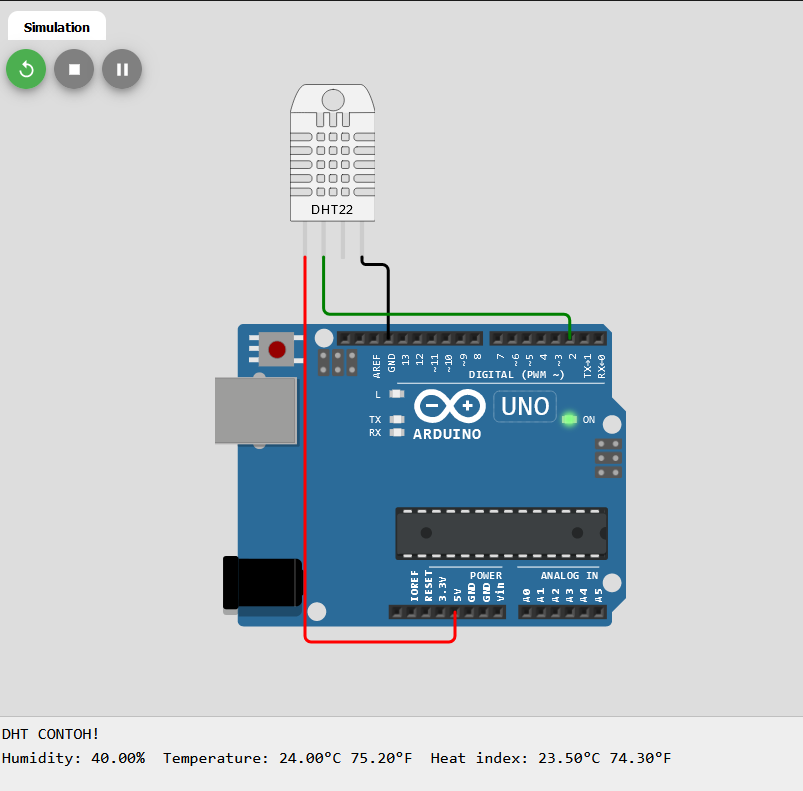 Simulation
DHT22
AREF
GND
13
12
~11
~10
~9
8
7
~6
~5
4
~3
2
TX→1
RX←0
DIGITAL (PWM ~)
L
TX
RX
UNO
ON
ARDUINO
POWER
ANALOG IN
IOREF
RESET
3.3V
5V
GND
GND
Vin
A0
A1
A2
A3
A4
A5
DHT CONTOH!
Humidity: 40.00%  Temperature: 24.00°C 75.20°F  Heat index: 23.50°C 74.30°F